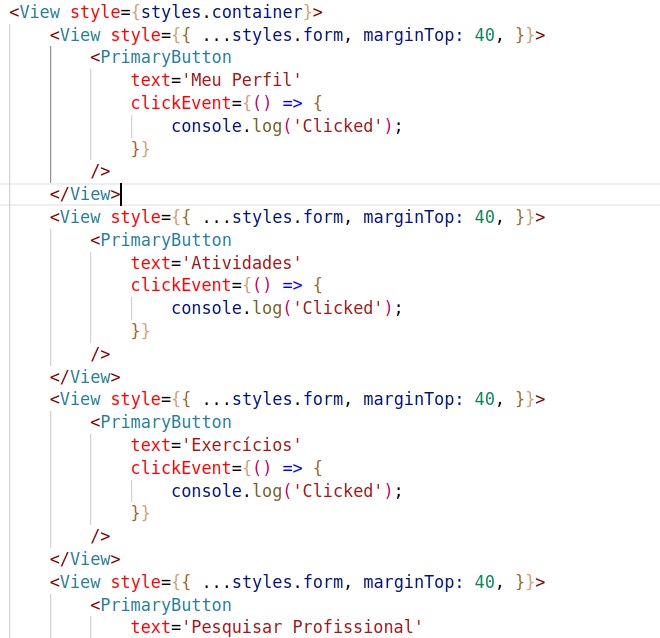 <View style={styles.container}>
<View style={{ ...styles.form, marginTop: 40, }}>
<PrimaryButton
text='Meu Perfil'
clickEvent={() => {
console.log('Clicked');
}}
/>
</View>
<View style={{ ...styles.form, marginTop: 40, }}>
<PrimaryButton
text='Atividades'
clickEvent={() => {
console.log('Clicked');
}}
/>
</View>
<View style={{ ...styles.form, marginTop: 40, }}>
<PrimaryButton
text='Exercícios'
clickEvent={() => {
console.log('Clicked');
}}
/>
</View>
<View style={{ ...styles.form, marginTop: 40, }}>
<PrimaryButton
text='Pesquisar Profissional'